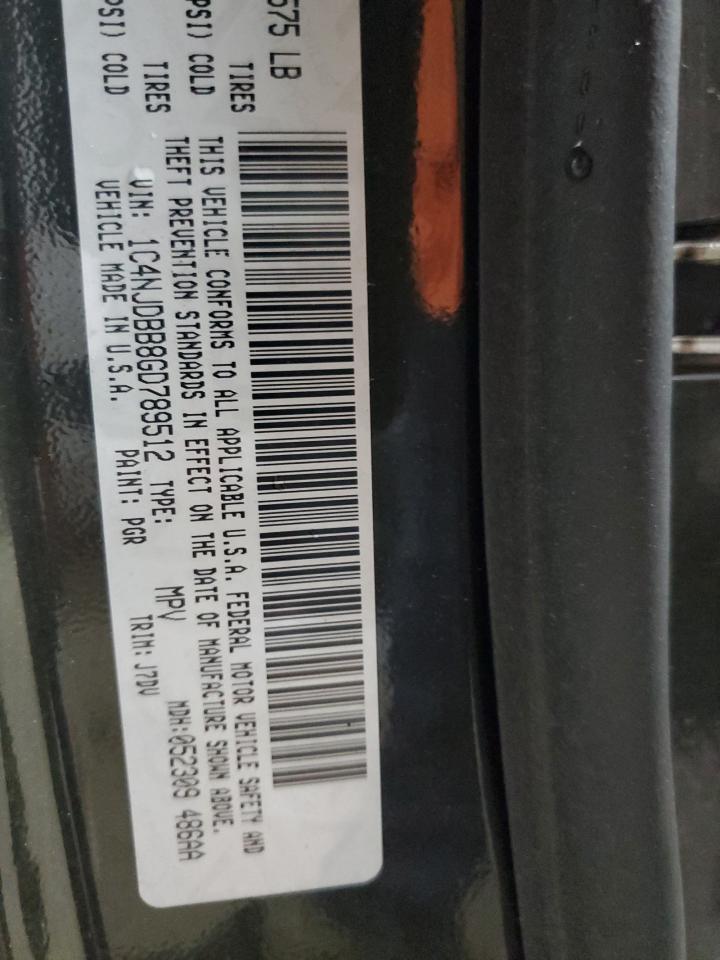 575 LB
TIRES
PSI) COLD
TIRES
PSI) COLD
THIS VEHICLE CONFORMS TO ALL APPLICABLE U.S.A. FEDERAL MOTOR VEHICLE SAFETY AND
THEFT PREVENTION STANDARDS IN EFFECT ON THE DATE OF MANUFACTURE SHOWN ABOVE.
VIN: 1C4NJDBB8GD789512 TYPE: MPV MDH:052309 486AA
VEHICLE MADE IN U.S.A. PAINT: PGR TRIM: J7DV